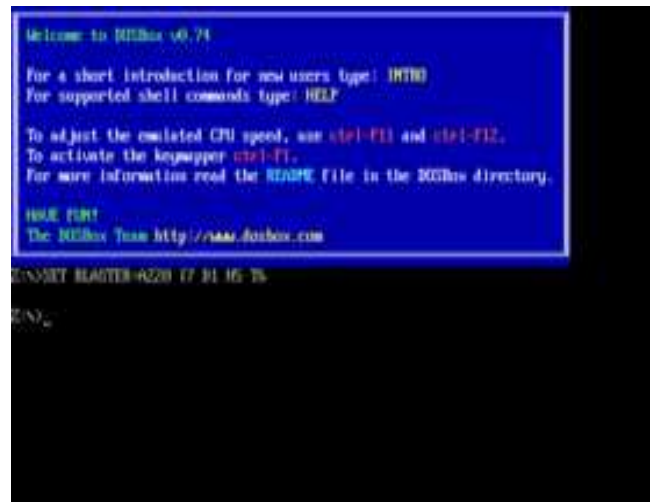 Welcome to DOSBox v0.74
For a short introduction for new users type: INTRO
For supported shell commands type: HELP
To adjust the emulated CPU speed, use ctrl-F11 and ctrl-F12.
To activate the keymapper ctrl-F1.
For more information read the README file in the DOSBox directory.
HAVE FUN!
The DOSBox Team http://www.dosbox.com
Z:\>SET BLASTER=A220 I7 D1 H5 T6
Z:\>_